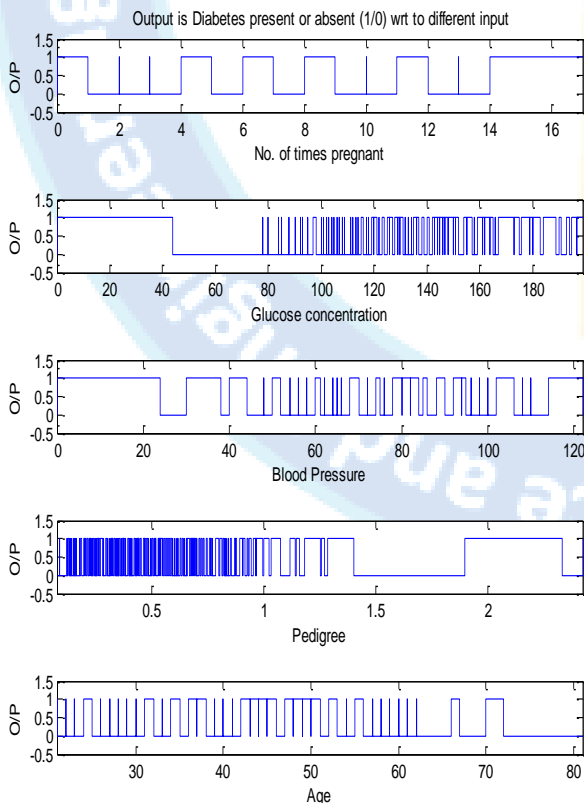 Output is Diabetes present or absent (1/0) wrt to different input
1.5
1
0.5
0
-0.5
O/P
0 2 4 6 8 10 12 14 16
No. of times pregnant
1.5
1
0.5
0
-0.5
O/P
0 20 40 60 80 100 120 140 160 180
Glucose concentration
1.5
1
0.5
0
-0.5
O/P
0 20 40 60 80 100 120
Blood Pressure
1.5
1
0.5
0
-0.5
O/P
0.5 1 1.5 2
Pedigree
1.5
1
0.5
0
-0.5
O/P
30 40 50 60 70 80
Age